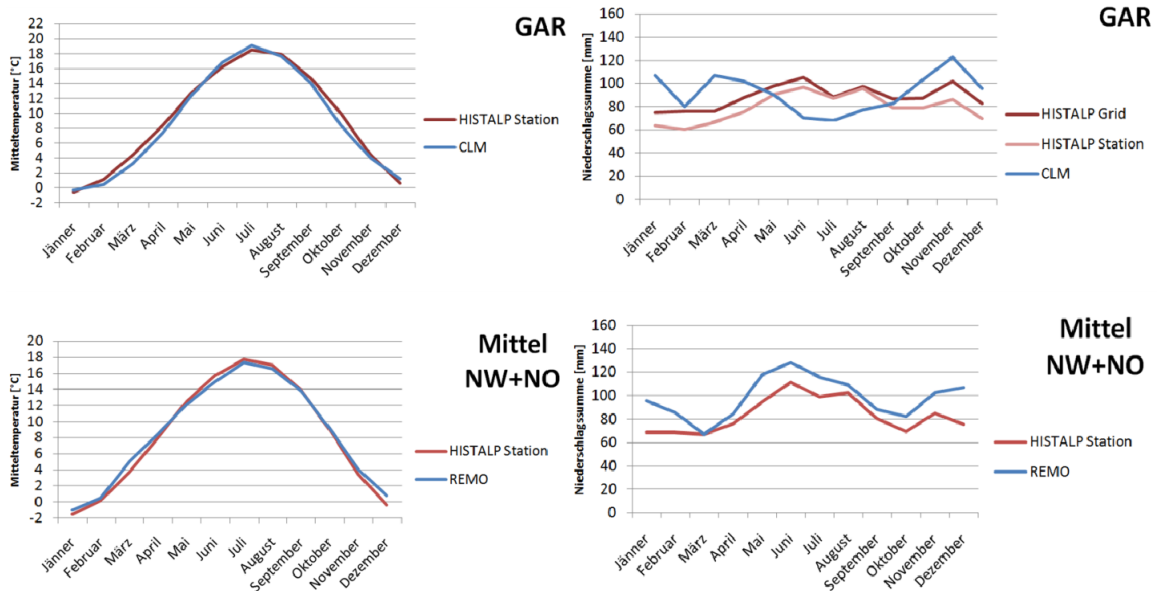 GAR
Mitteltemperatur [°C]
22
20
18
16
14
12
10
8
6
4
2
0
-2
Jänner
Februar
März
April
Mai
Juni
Juli
August
September
Oktober
November
Dezember
HISTALP Station
CLM
GAR
Niederschlagssumme [mm]
160
140
120
100
80
60
40
20
0
Jänner
Februar
März
April
Mai
Juni
Juli
August
September
Oktober
November
Dezember
HISTALP Grid
HISTALP Station
CLM
Mittel
NW+NO
Mitteltemperatur [°C]
20
18
16
14
12
10
8
6
4
2
0
-2
Jänner
Februar
März
April
Mai
Juni
Juli
August
September
Oktober
November
Dezember
HISTALP Station
REMO
Mittel
NW+NO
Niederschlagssumme [mm]
160
140
120
100
80
60
40
20
0
Jänner
Februar
März
April
Mai
Juni
Juli
August
September
Oktober
November
Dezember
HISTALP Station
REMO